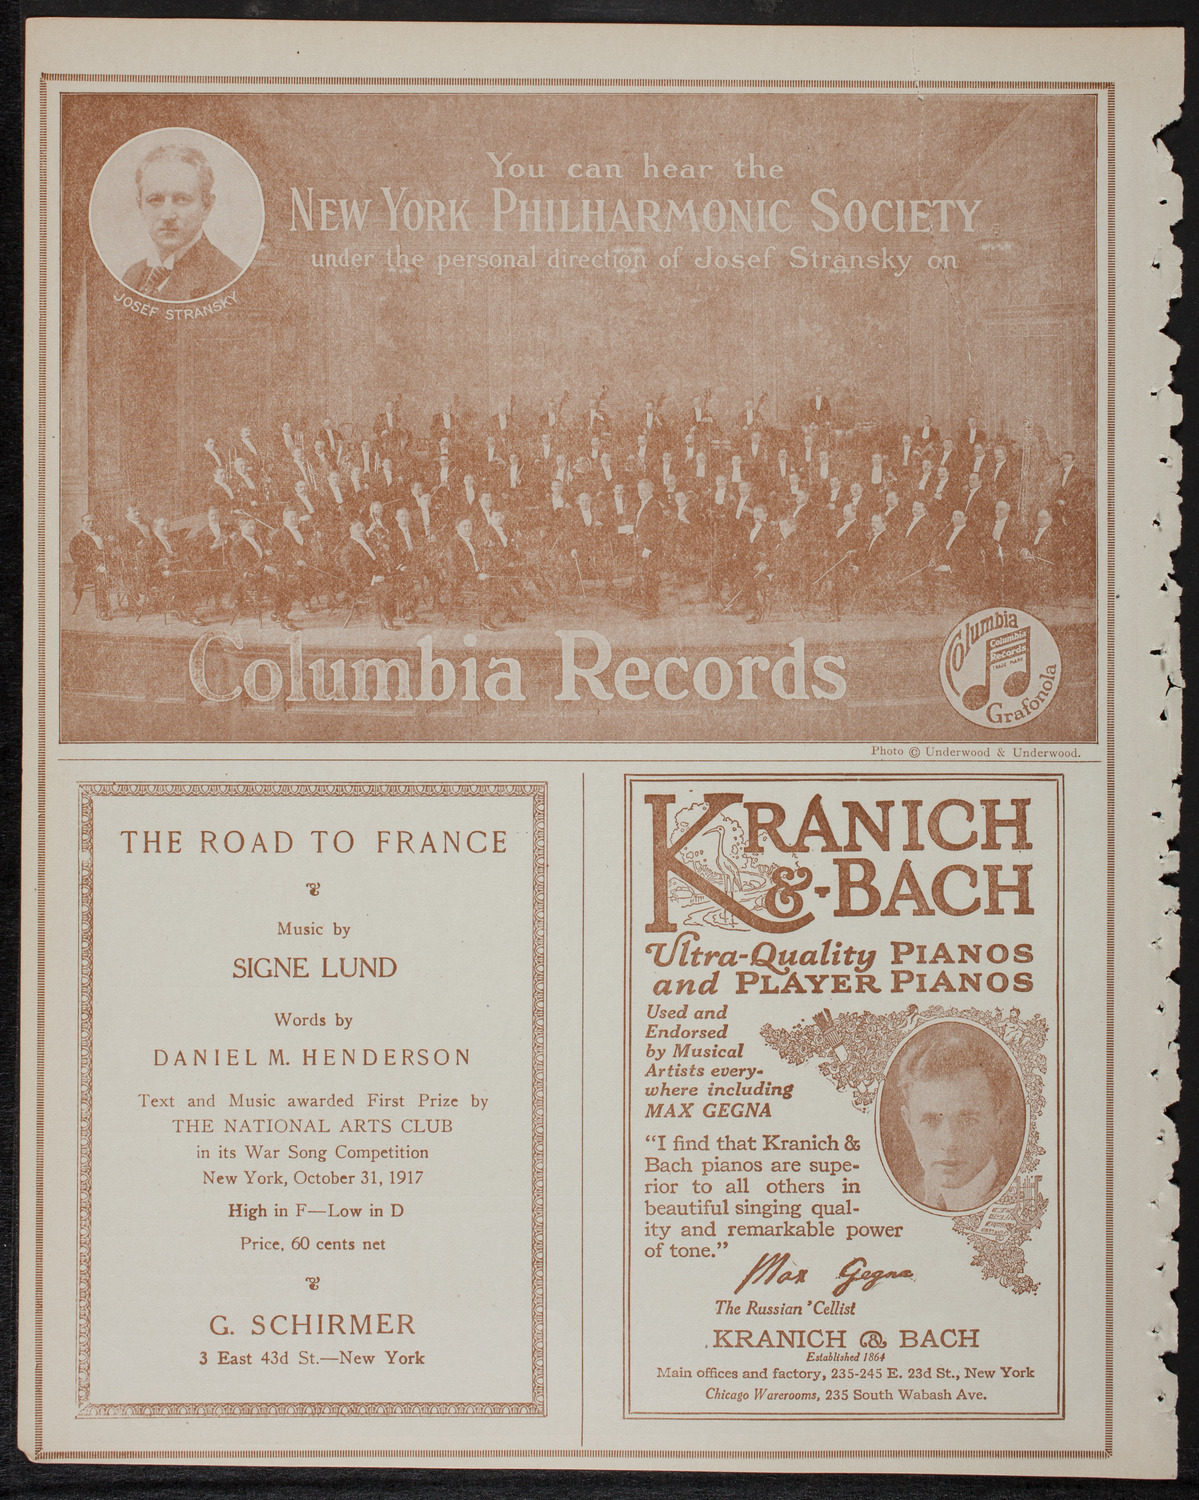 You can hear the
NEW YORK PHILHARMONIC SOCIETY
under the personal direction of Josef Stransky on
JOSEF STRANSKY
Columbia Records
Columbia
Columbia
Records
TRADE MARK
Grafonola
Photo © Underwood & Underwood.
THE ROAD TO FRANCE
Music by
SIGNE LUND
Words by
DANIEL M. HENDERSON
Text and Music awarded First Prize by
THE NATIONAL ARTS CLUB
in its War Song Competition
New York, October 31, 1917
High in F—Low in D
Price, 60 cents net
G. SCHIRMER
3 East 43d St.—New York
KRANICH
&-BACH
Ultra-Quality PIANOS
and PLAYER PIANOS
Used and
Endorsed
by Musical
Artists every-
where including
MAX GEGNA
"I find that Kranich &
Bach pianos are supe-
rior to all others in
beautiful singing qual-
ity and remarkable power
of tone."
Max Gegna
The Russian 'Cellist
KRANICH & BACH
Established 1864
Main offices and factory, 235-245 E. 23d St., New York
Chicago Warerooms, 235 South Wabash Ave.